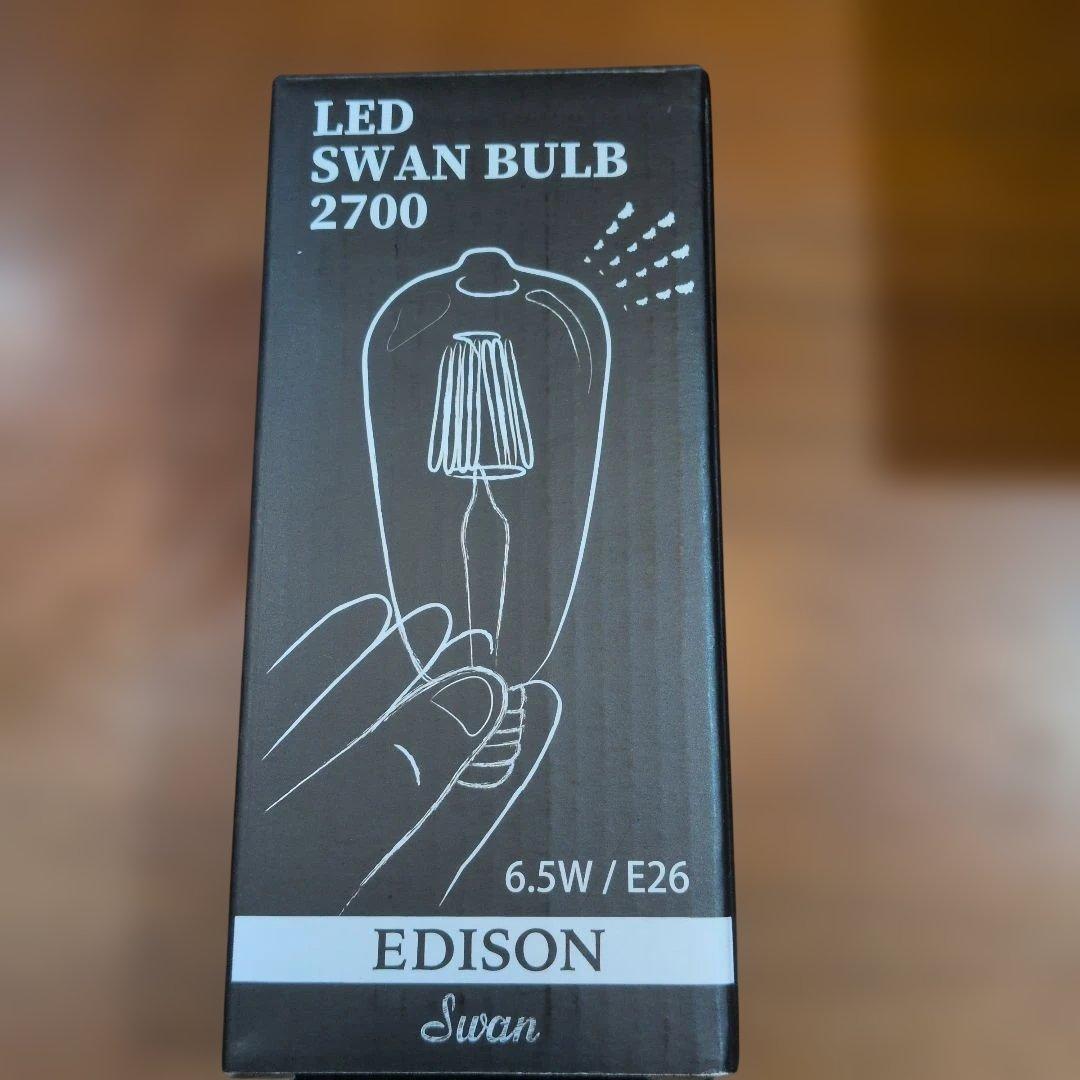 LED
SWAN BULB
2700
6.5W / E26
EDISON
Swan